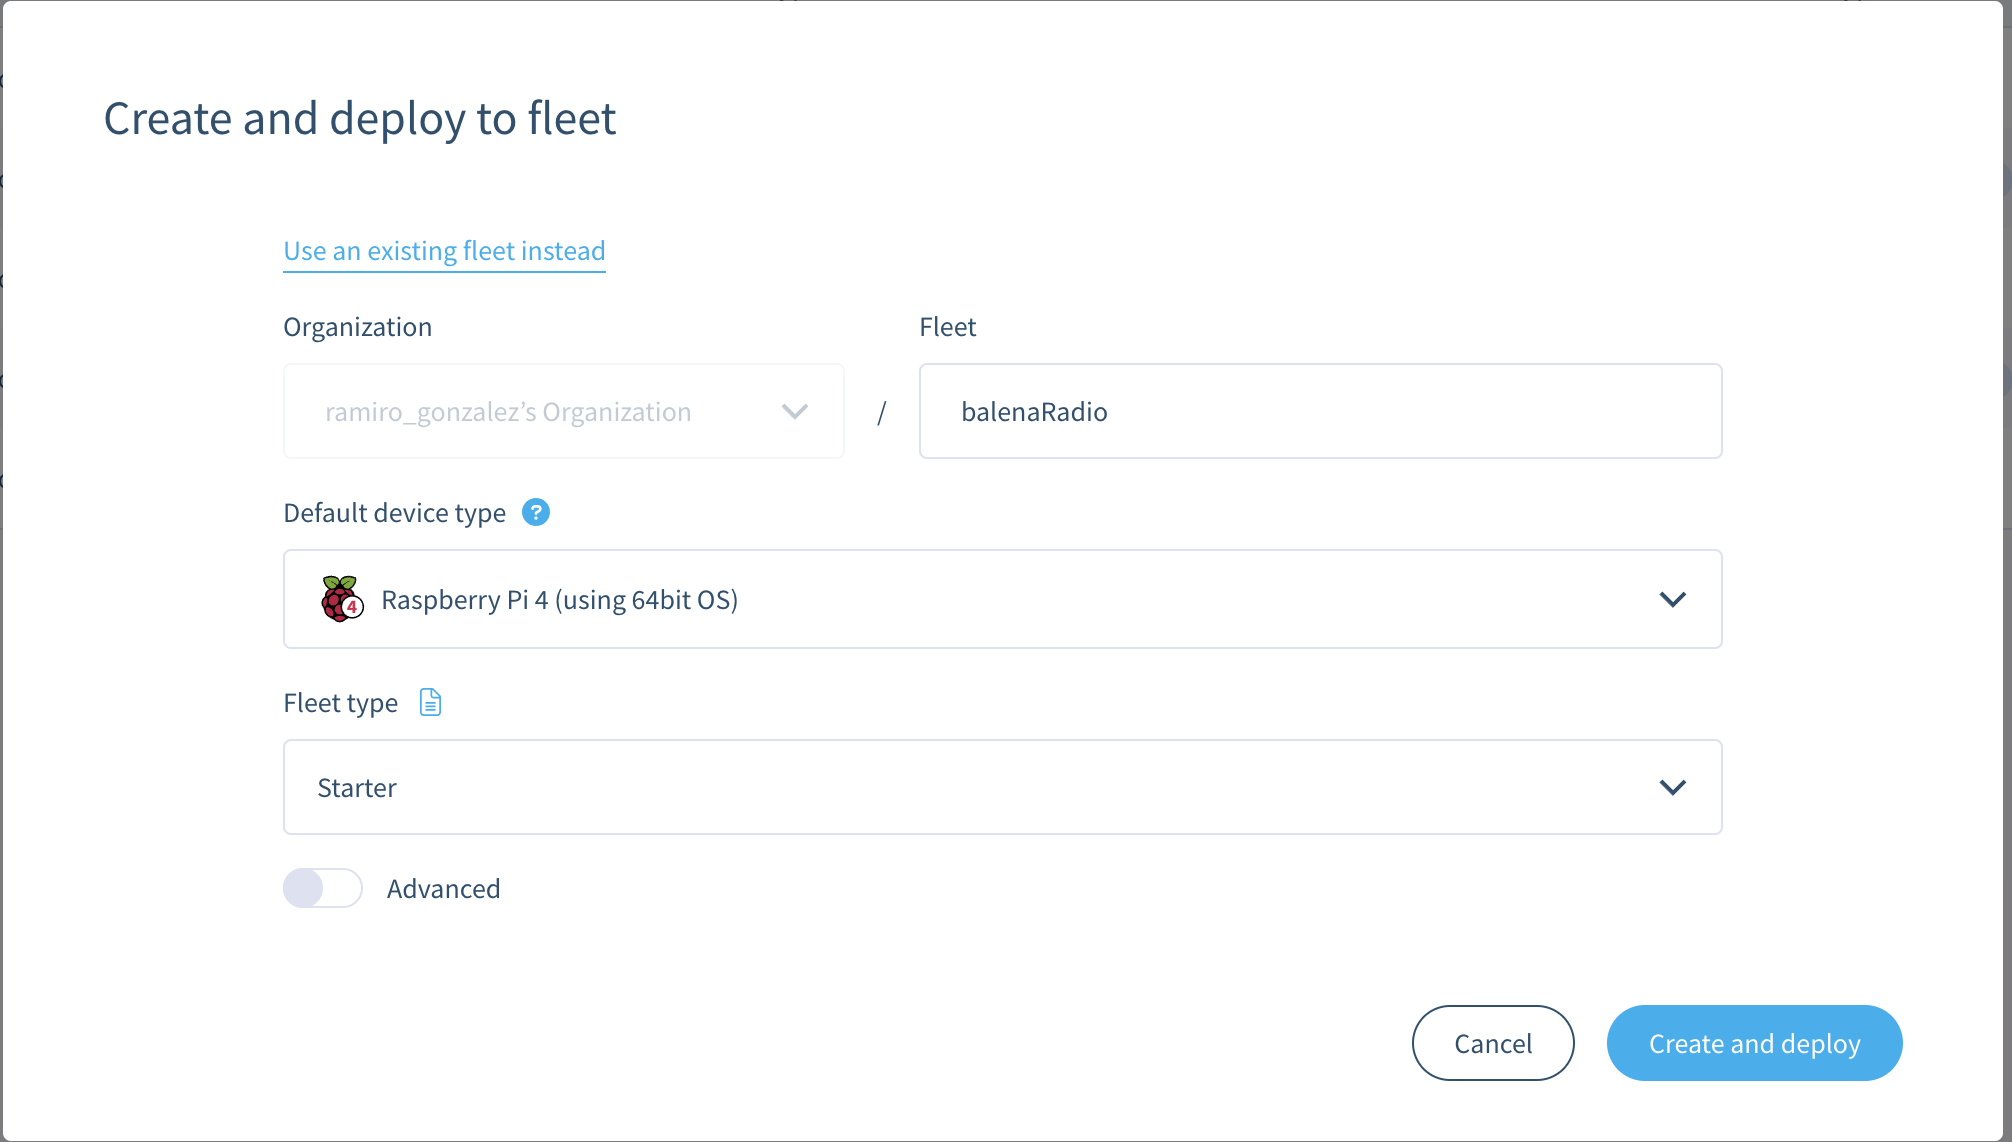 Create and deploy to fleet
Use an existing fleet instead
Organization
Fleet
ramiro_gonzalez’s Organization
/
balenaRadio
Default device type ?
4 Raspberry Pi 4 (using 64bit OS)
Fleet type
Starter
Advanced
Cancel
Create and deploy